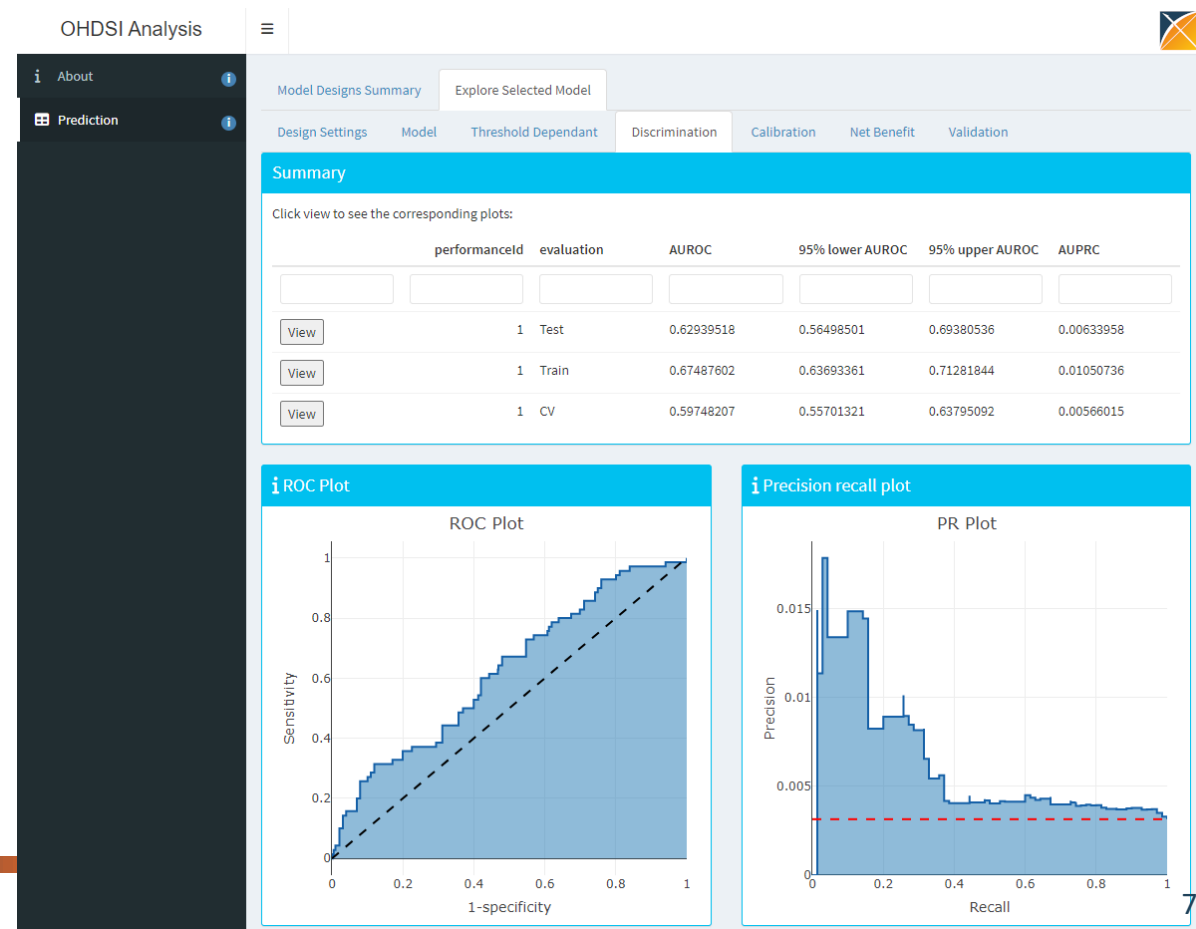 OHDSI Analysis
☰
i About i
Prediction i
Model Designs Summary Explore Selected Model
Design Settings Model Threshold Dependant Discrimination Calibration Net Benefit Validation
Summary
Click view to see the corresponding plots:
performanceId evaluation AUROC 95% lower AUROC 95% upper AUROC AUPRC
View 1 Test 0.62939518 0.56498501 0.69380536 0.00633958
View 1 Train 0.67487602 0.63693361 0.71281844 0.01050736
View 1 CV 0.59748207 0.55701321 0.63795092 0.00566015
i ROC Plot
ROC Plot
1
0.8
0.6
0.4
0.2
0
Sensitivity
0 0.2 0.4 0.6 0.8 1
1-specificity
i Precision recall plot
PR Plot
0.015
0.01
0.005
0
Precision
0 0.2 0.4 0.6 0.8 1
Recall
7